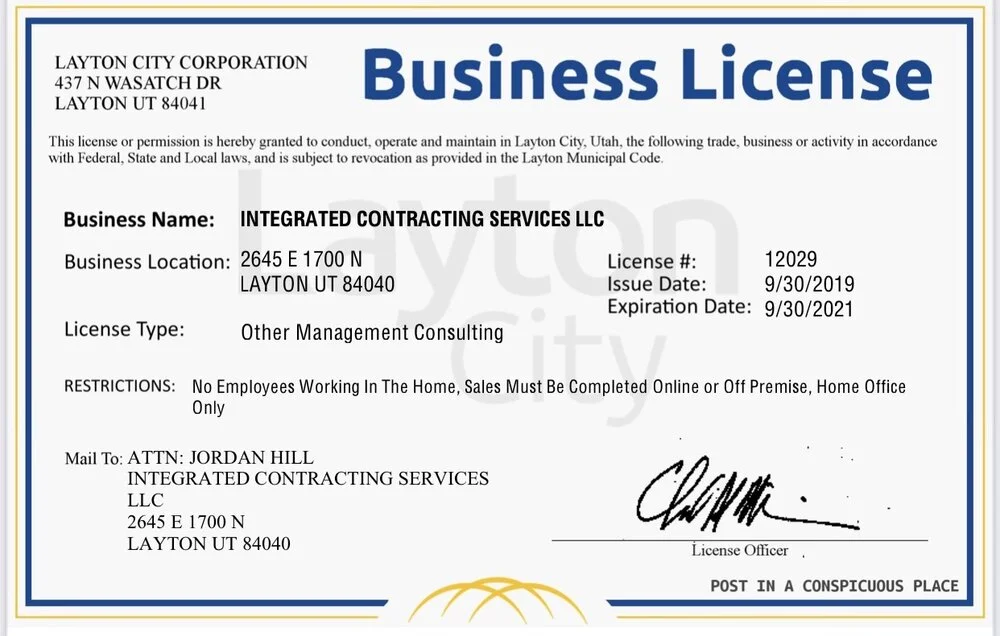 LAYTON CITY CORPORATION
437 N WASATCH DR
LAYTON UT 84041
Business License
This license or permission is hereby granted to conduct, operate and maintain in Layton City, Utah, the following trade, business or activity in accordance
with Federal, State and Local laws, and is subject to revocation as provided in the Layton Municipal Code.
Layton
City
Business Name: INTEGRATED CONTRACTING SERVICES LLC
Business Location: 2645 E 1700 N
LAYTON UT 84040
License #: 12029
Issue Date: 9/30/2019
Expiration Date: 9/30/2021
License Type: Other Management Consulting
RESTRICTIONS: No Employees Working In The Home, Sales Must Be Completed Online or Off Premise, Home Office
Only
Mail To: ATTN: JORDAN HILL
INTEGRATED CONTRACTING SERVICES
LLC
2645 E 1700 N
LAYTON UT 84040
License Officer
POST IN A CONSPICUOUS PLACE